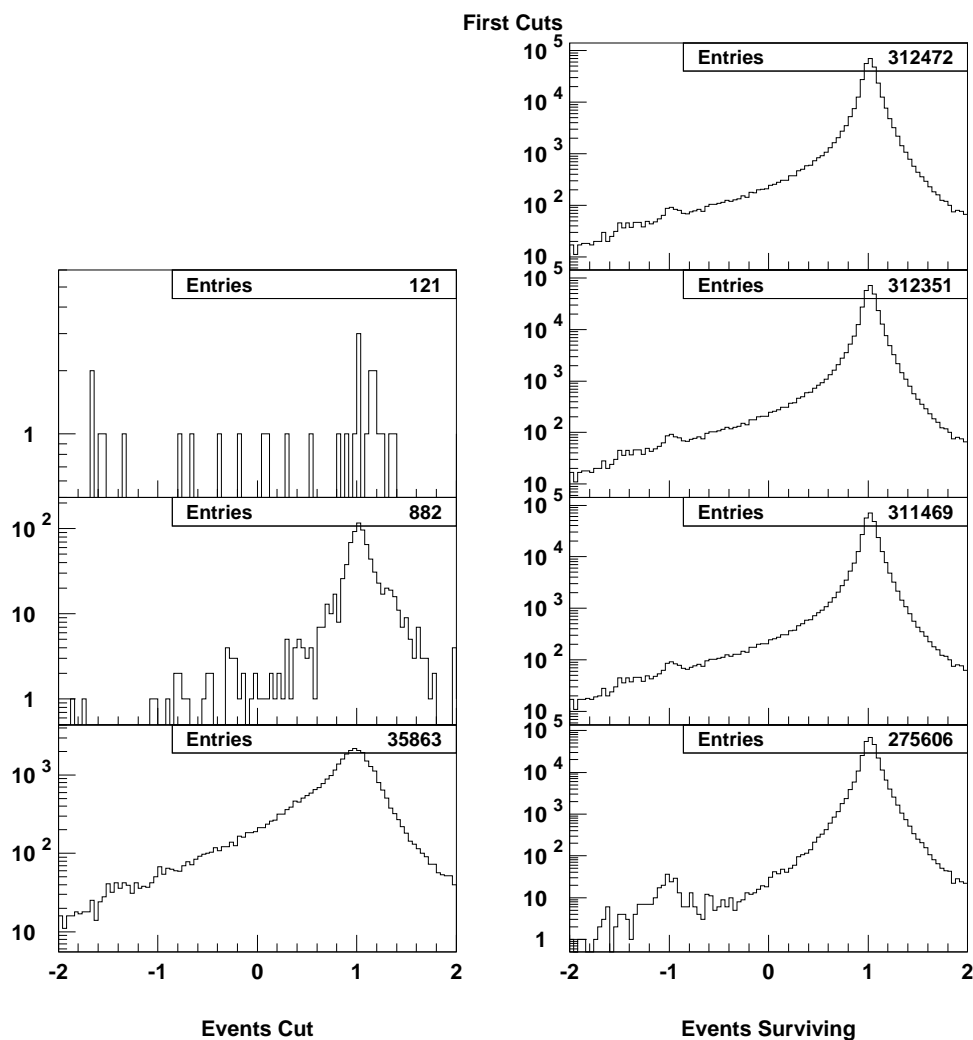 First Cuts
Entries 312472
10^5
10^4
10^3
10^2
10
Entries 121
1
Entries 312351
10^5
10^4
10^3
10^2
10
Entries 882
10^2
10
1
Entries 311469
10^5
10^4
10^3
10^2
10
Entries 35863
10^3
10^2
10
-2 -1 0 1 2
Events Cut
Entries 275606
10^5
10^4
10^3
10^2
10
1
-2 -1 0 1 2
Events Surviving